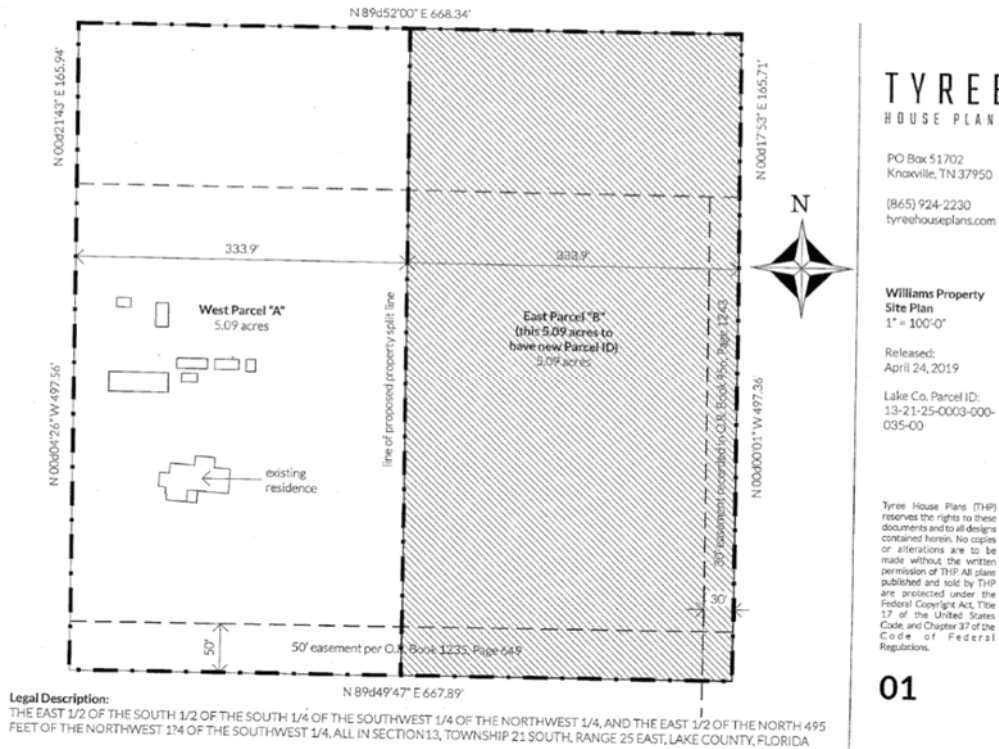 N 89d52'00" E 668.34'
N 00d21'43" E 165.94'
N 00d17'53" E 165.71'
333.9'
333.9'
West Parcel "A"
5.09 acres
line of proposed property split line
East Parcel "B"
(this 5.09 acres to
have new Parcel ID)
5.09 acres
30' easement recorded in O.R. Book 156, Page 1243
N 00d04'26" W 497.56'
N 00d00'01" W 497.36'
existing
residence
30'
50'
50' easement per O.R. Book 1235, Page 649
N 89d49'47" E 667.89'
N
TYREE
HOUSE PLAN
PO Box 51702
Knoxville, TN 37950
(865) 924-2230
tyreehouseplans.com
Williams Property
Site Plan
1" = 100'-0"
Released:
April 24, 2019
Lake Co. Parcel ID:
13-21-25-0003-000-
035-00
Tyree House Plans (THP)
reserves the rights to these
documents and to all designs
contained herein. No copies
or alterations are to be
made without the written
permission of THP. All plans
published and sold by THP
are protected under the
Federal Copyright Act, Title
17 of the United States
Code, and Chapter 37 of the
Code of Federal
Regulations.
01
Legal Description:
THE EAST 1/2 OF THE SOUTH 1/2 OF THE SOUTH 1/4 OF THE SOUTHWEST 1/4 OF THE NORTHWEST 1/4, AND THE EAST 1/2 OF THE NORTH 495
FEET OF THE NORTHWEST 1?4 OF THE SOUTHWEST 1/4, ALL IN SECTION13, TOWNSHIP 21 SOUTH, RANGE 25 EAST, LAKE COUNTY, FLORIDA